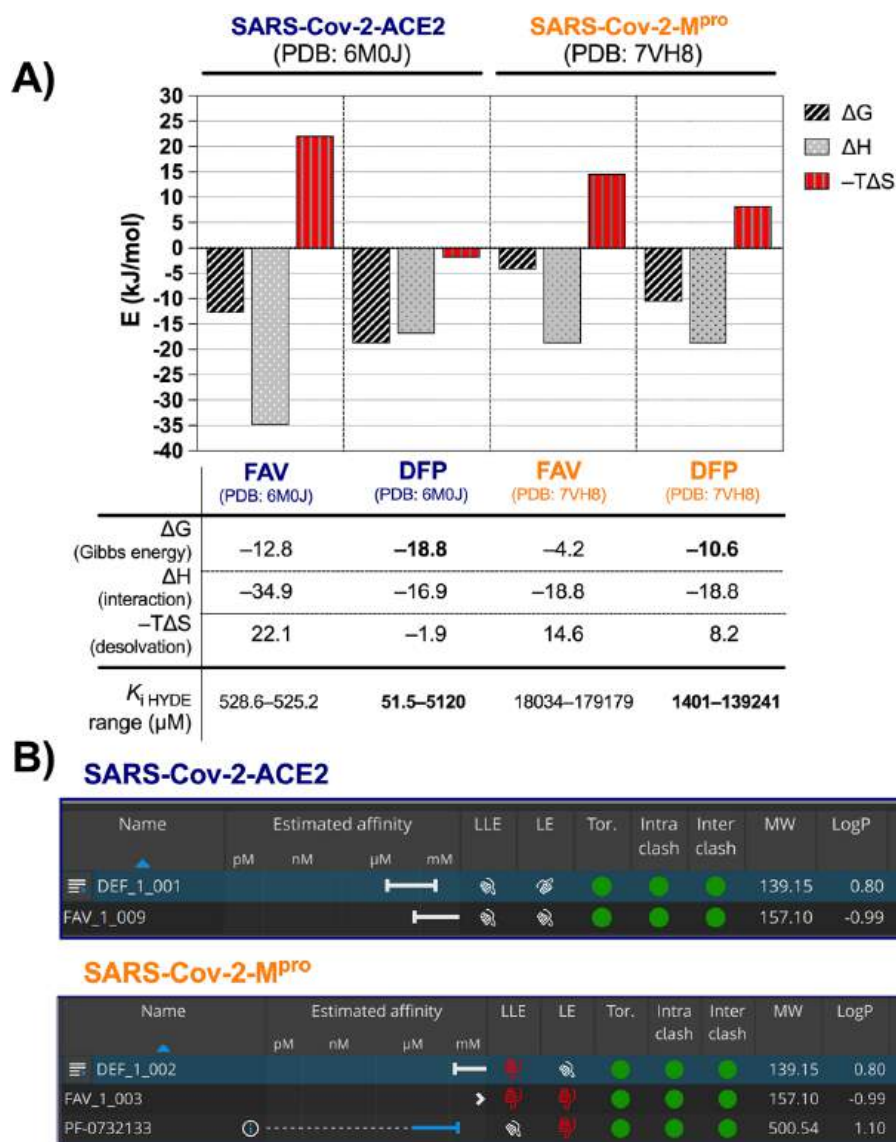 SARS-Cov-2-ACE2 SARS-Cov-2-Mpro
(PDB: 6M0J) (PDB: 7VH8)
A)
30
25
20
15
10
5
0
-5
-10
-15
-20
-25
-30
-35
-40
E (kJ/mol)
ΔG
ΔH
–TΔS
FAV DFP FAV DFP
(PDB: 6M0J) (PDB: 6M0J) (PDB: 7VH8) (PDB: 7VH8)
ΔG
(Gibbs energy) –12.8 –18.8 –4.2 –10.6
ΔH
(interaction) –34.9 –16.9 –18.8 –18.8
–TΔS
(desolvation) 22.1 –1.9 14.6 8.2
Ki HYDE
range (µM) 528.6–525.2 51.5–5120 18034–179179 1401–139241
B)
SARS-Cov-2-ACE2
Name Estimated affinity LLE LE Tor. Intra clash Inter clash MW LogP
pM nM µM mM
DEF_1_001 139.15 0.80
FAV_1_009 157.10 -0.99
SARS-Cov-2-Mpro
Name Estimated affinity LLE LE Tor. Intra clash Inter clash MW LogP
pM nM µM mM
DEF_1_002 139.15 0.80
FAV_1_003 157.10 -0.99
PF-0732133 500.54 1.10